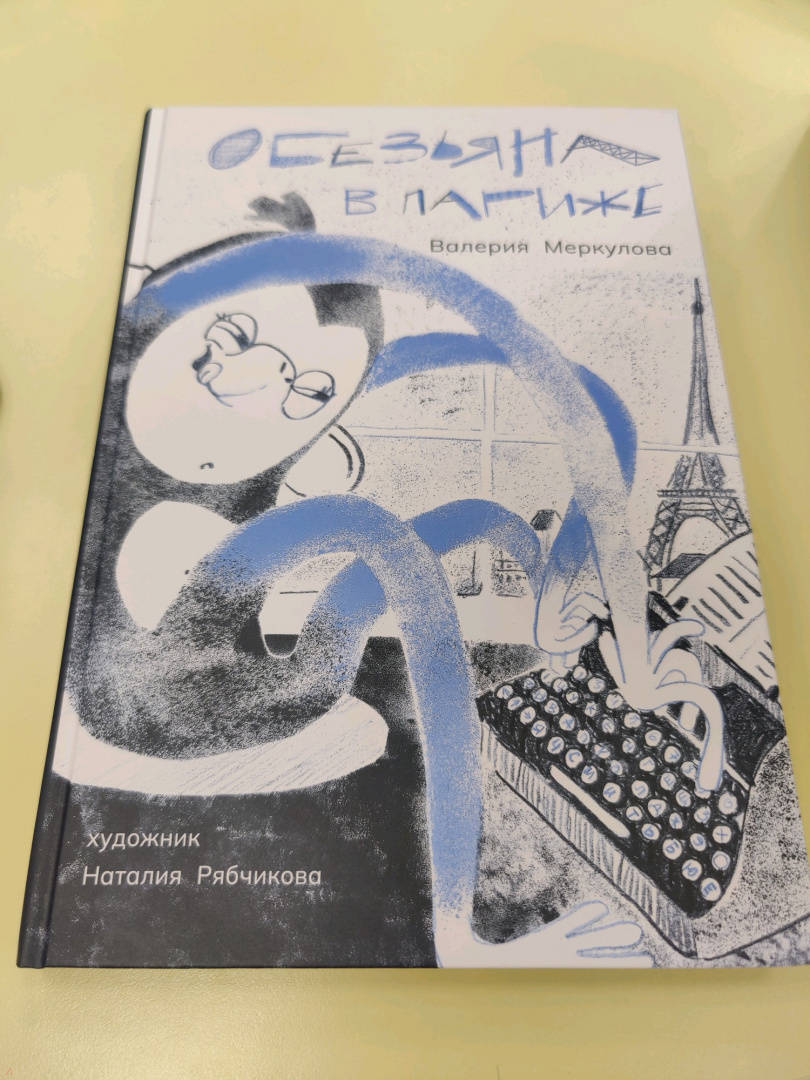 ОБЕЗЬЯНА
В ПАРИЖЕ
Валерия Меркулова
художник
Наталия Рябчикова